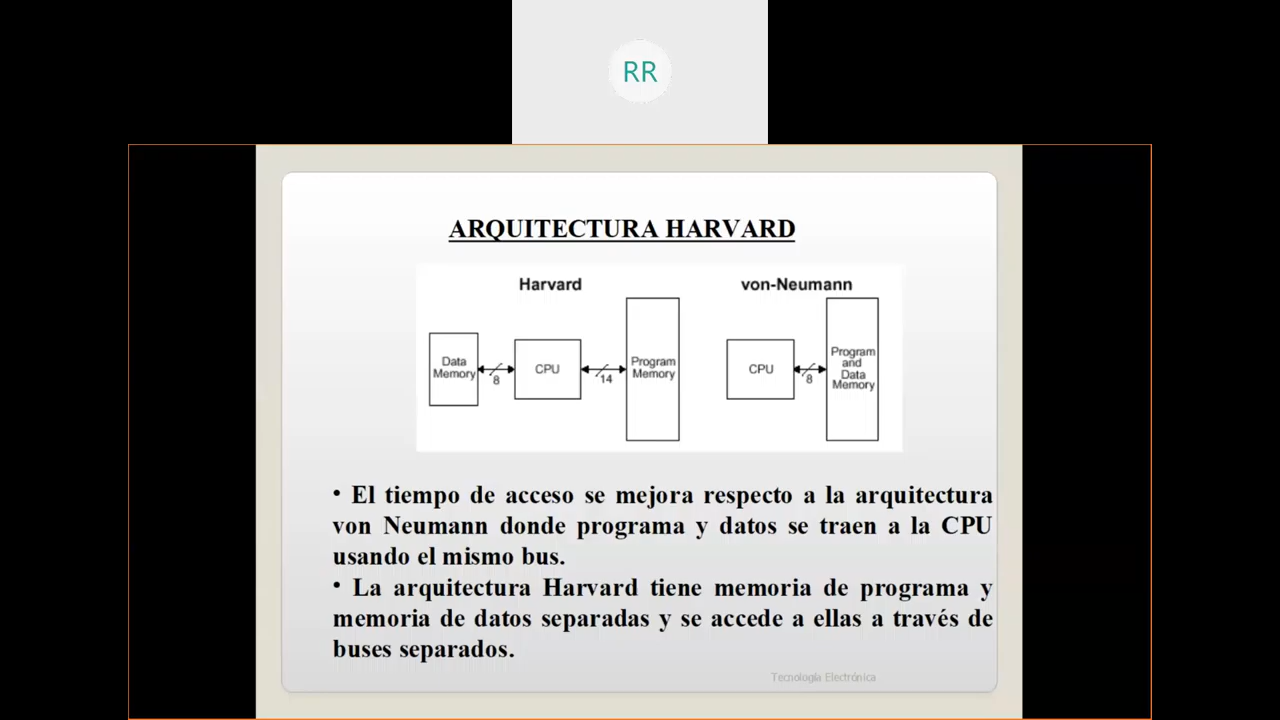 RR
ARQUITECTURA HARVARD
Harvard
von-Neumann
Data
Memory
8
CPU
14
Program
Memory
CPU
8
Program
and
Data
Memory
• El tiempo de acceso se mejora respecto a la arquitectura
von Neumann donde programa y datos se traen a la CPU
usando el mismo bus.
• La arquitectura Harvard tiene memoria de programa y
memoria de datos separadas y se accede a ellas a través de
buses separados.
Tecnología Electrónica